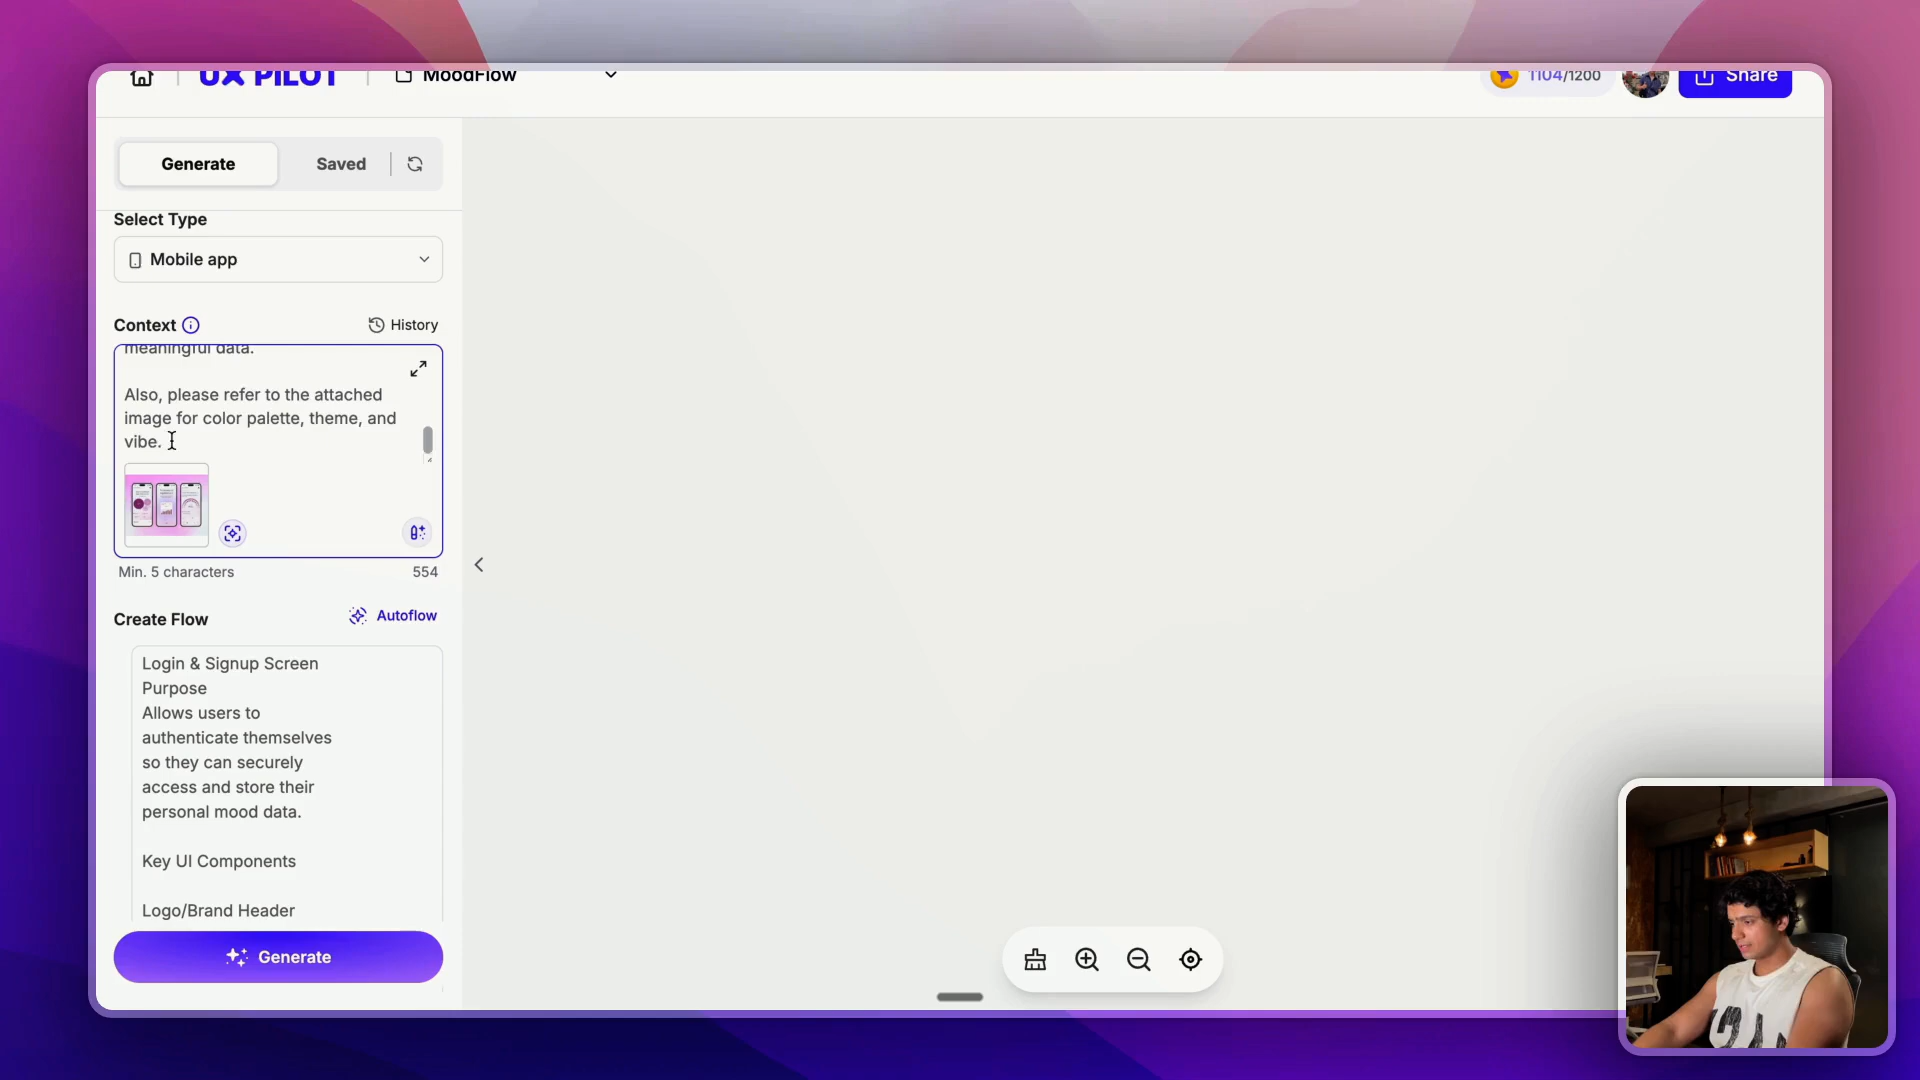 UX PILOT
MoodFlow
1104/1200
Share
Generate
Saved
Select Type
Mobile app
Context
History
meaningful data.
Also, please refer to the attached
image for color palette, theme, and
vibe.
Min. 5 characters
554
Create Flow
Autoflow
Login & Signup Screen
Purpose
Allows users to
authenticate themselves
so they can securely
access and store their
personal mood data.
Key UI Components
Logo/Brand Header
Generate